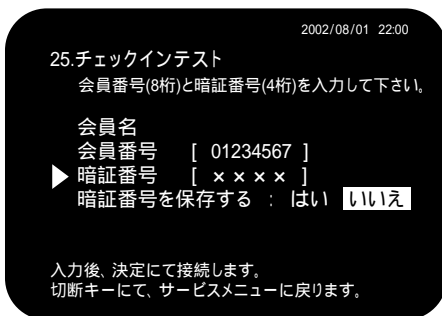 2002/08/01 22:00
25.チェックインテスト
会員番号(8桁)と暗証番号(4桁)を入力して下さい。
会員名
会員番号 [ 01234567 ]
▶ 暗証番号 [ ×××× ]
暗証番号を保存する : はい いいえ
入力後、決定にて接続します。
切断キーにて、サービスメニューに戻ります。